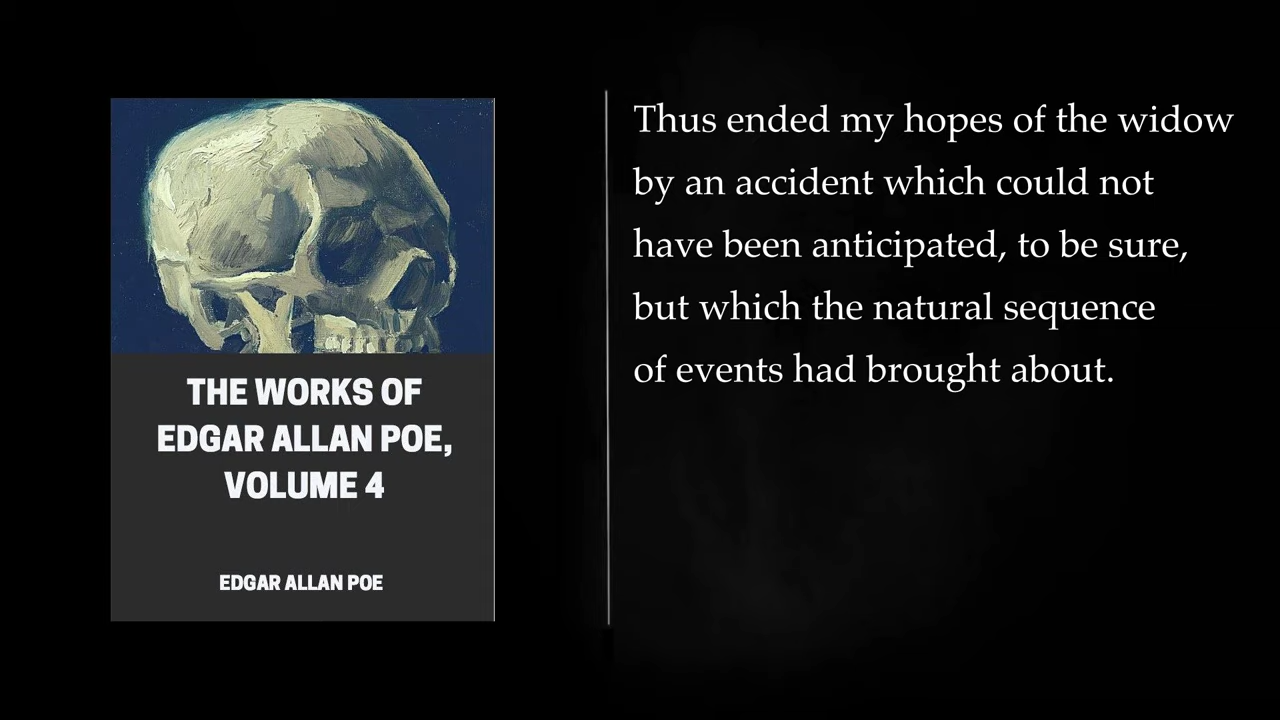 THE WORKS OF
EDGAR ALLAN POE,
VOLUME 4
EDGAR ALLAN POE
Thus ended my hopes of the widow
by an accident which could not
have been anticipated, to be sure,
but which the natural sequence
of events had brought about.